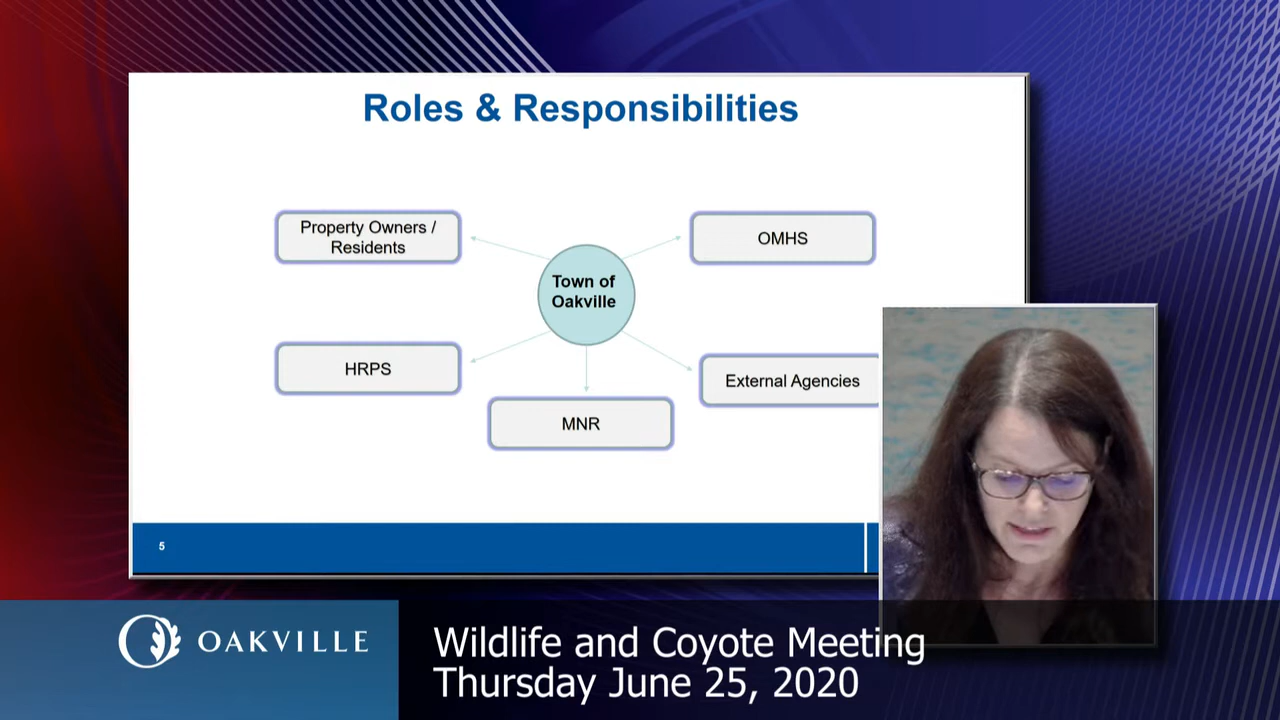 Roles & Responsibilities
Property Owners /
Residents
OMHS
Town of
Oakville
HRPS
External Agencies
MNR
5
OAKVILLE
Wildlife and Coyote Meeting
Thursday June 25, 2020